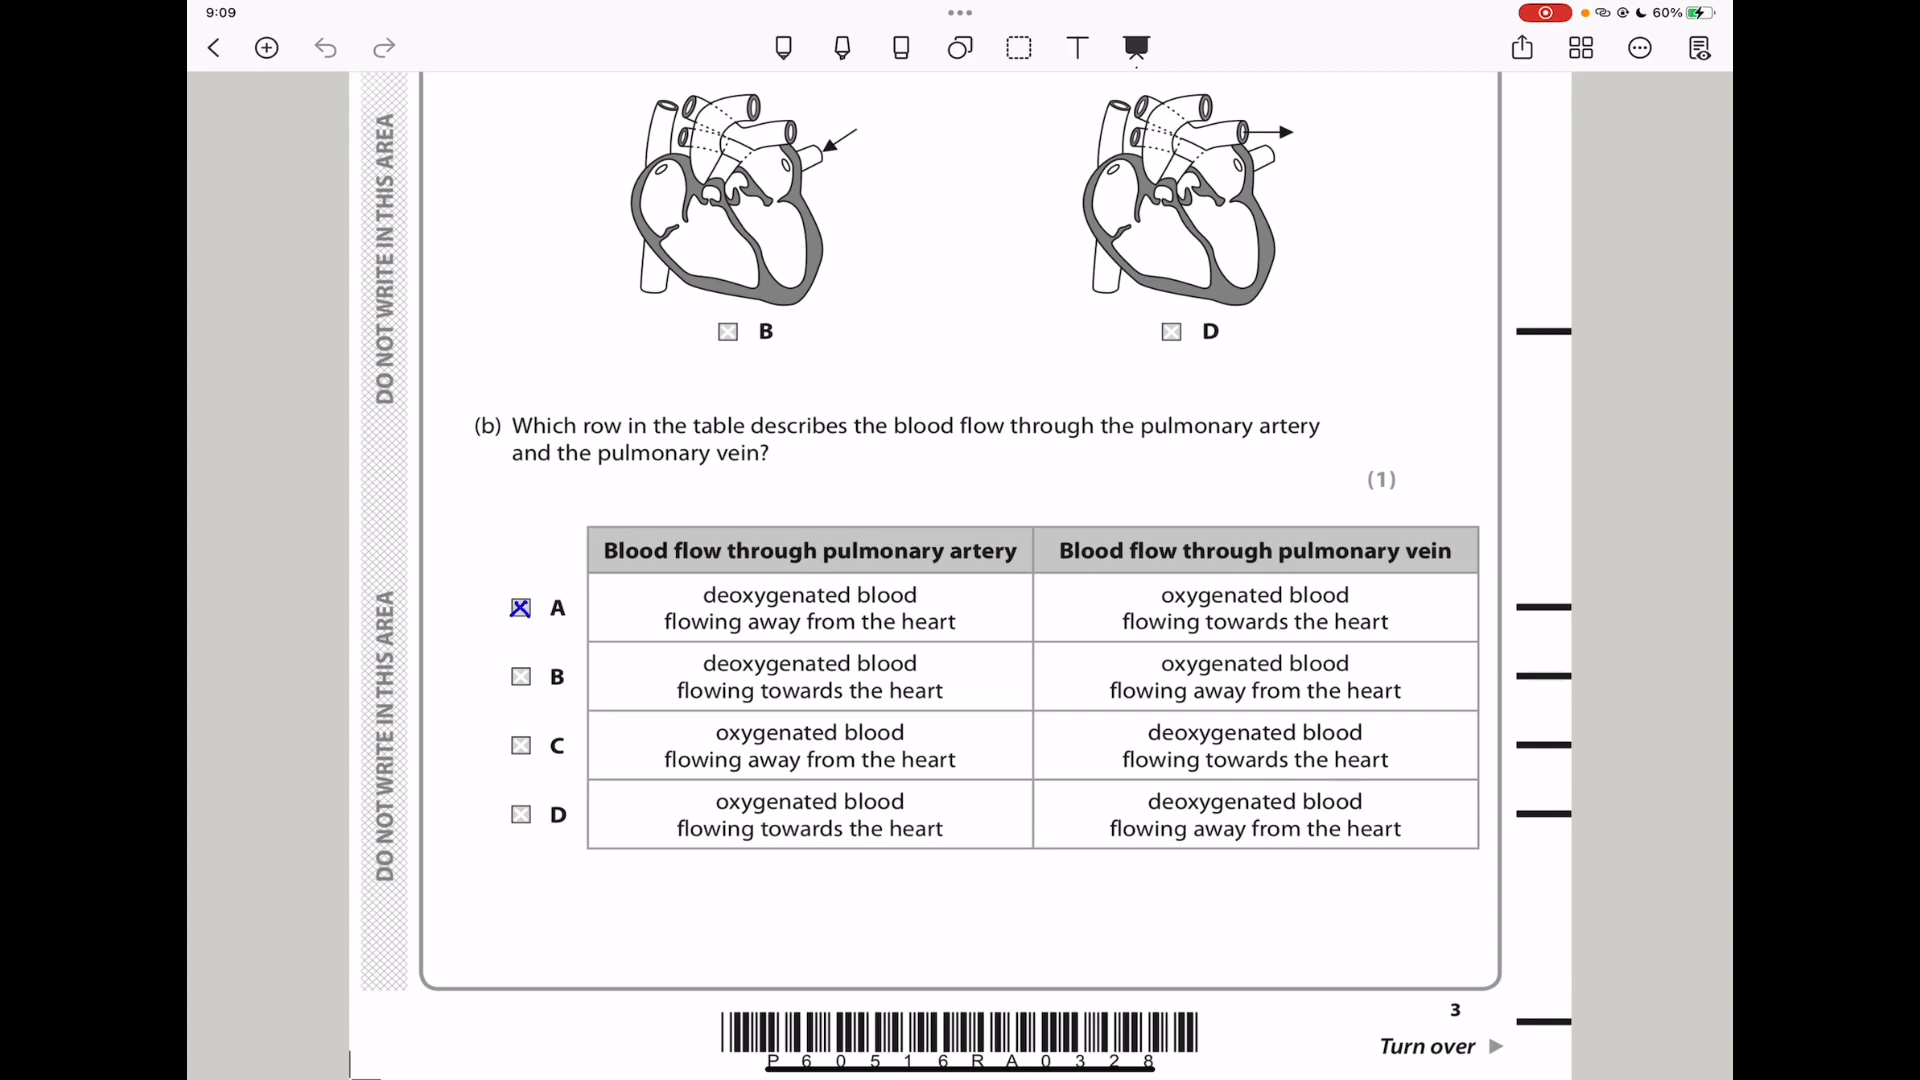 9:09
60%
T
DO NOT WRITE IN THIS AREA
DO NOT WRITE IN THIS AREA
B
D
(b) Which row in the table describes the blood flow through the pulmonary artery
and the pulmonary vein?
(1)
Blood flow through pulmonary artery
Blood flow through pulmonary vein
A
deoxygenated blood
flowing away from the heart
oxygenated blood
flowing towards the heart
B
deoxygenated blood
flowing towards the heart
oxygenated blood
flowing away from the heart
C
oxygenated blood
flowing away from the heart
deoxygenated blood
flowing towards the heart
D
oxygenated blood
flowing towards the heart
deoxygenated blood
flowing away from the heart
3
P 6 0 5 1 6 R A 0 3 2 8
Turn over